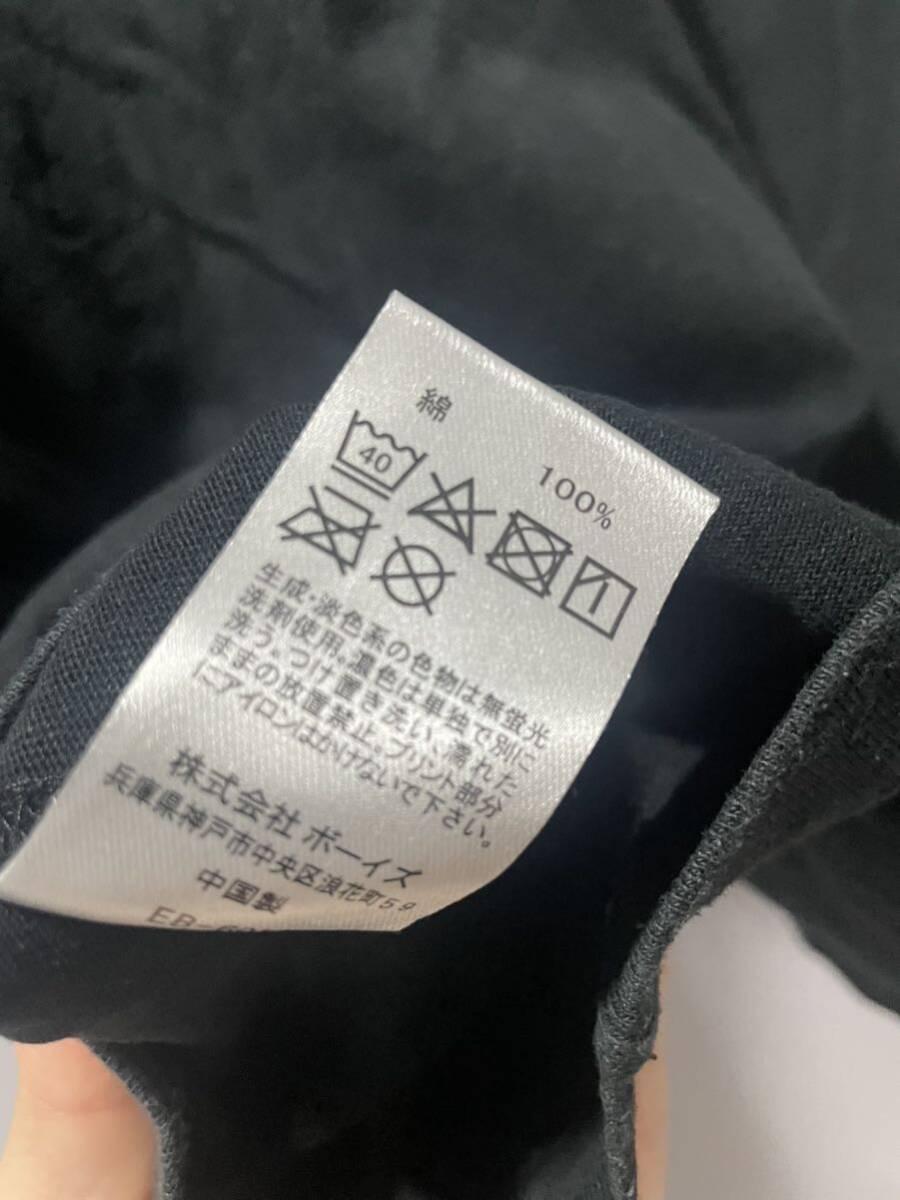 綿 100%
40
生成・淡色系の色物は無蛍光
洗剤使用。濃色は単独で別に
洗う。つけ置き洗い、濡れた
ままの放置禁止・プリント部分
にアイロンはかけないで下さい。
株式会社 ボーイズ
兵庫県神戸市中央区浪花町59
中国製